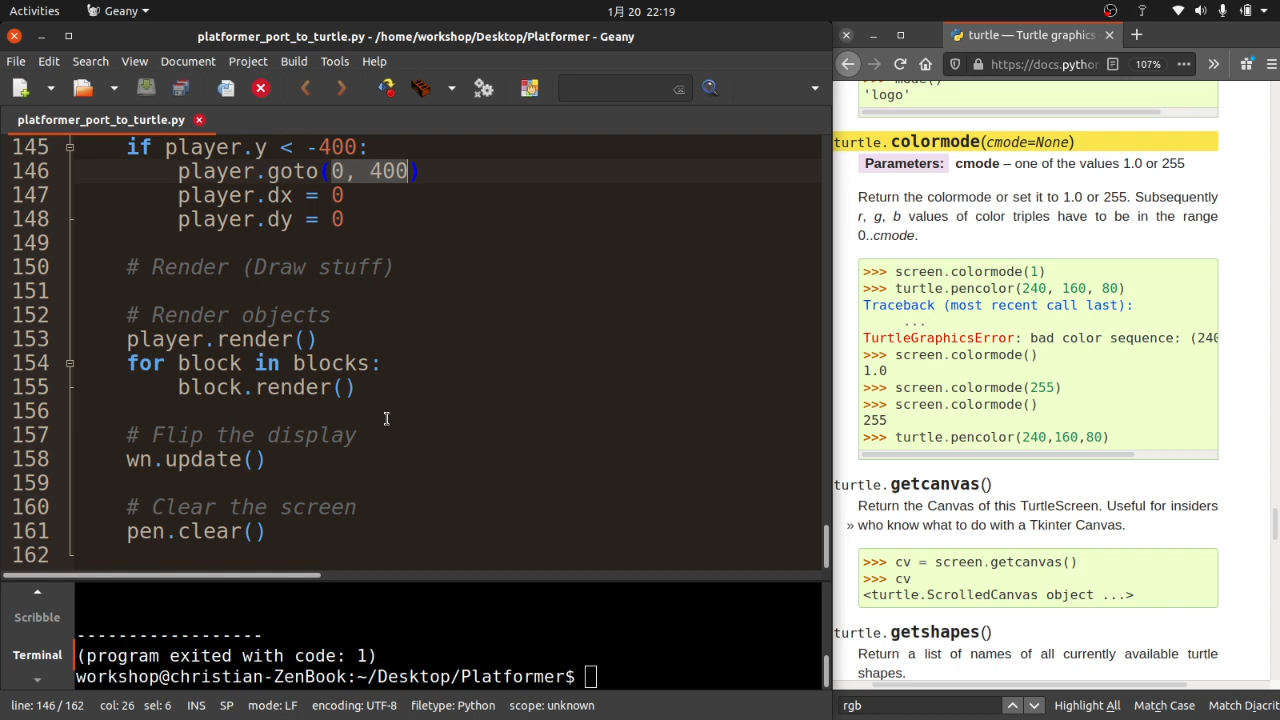 Activities
Geany
1月 20 22:19
platformer_port_to_turtle.py - /home/workshop/Desktop/Platformer - Geany
File Edit Search View Document Project Build Tools Help
platformer_port_to_turtle.py
145 if player.y < -400:
146 player.goto(0, 400)
147 player.dx = 0
148 player.dy = 0
149
150 # Render (Draw stuff)
151
152 # Render objects
153 player.render()
154 for block in blocks:
155 block.render()
156
157 # Flip the display
158 wn.update()
159
160 # Clear the screen
161 pen.clear()
162
Scribble
Terminal
------------------
(program exited with code: 1)
workshop@christian-ZenBook:~/Desktop/Platformer$
line: 146 / 162 col: 20 sel: 6 INS SP mode: LF encoding: UTF-8 filetype: Python scope: unknown
turtle — Turtle graphics
https://docs.pytho
107%
'logo'
turtle.colormode(cmode=None)
Parameters: cmode – one of the values 1.0 or 255
Return the colormode or set it to 1.0 or 255. Subsequently
r, g, b values of color triples have to be in the range
0..cmode.
>>> screen.colormode(1)
>>> turtle.pencolor(240, 160, 80)
Traceback (most recent call last):
...
TurtleGraphicsError: bad color sequence: (240
>>> screen.colormode()
1.0
>>> screen.colormode(255)
>>> screen.colormode()
255
>>> turtle.pencolor(240,160,80)
turtle.getcanvas()
Return the Canvas of this TurtleScreen. Useful for insiders
» who know what to do with a Tkinter Canvas.
>>> cv = screen.getcanvas()
>>> cv
<turtle.ScrolledCanvas object ...>
turtle.getshapes()
Return a list of names of all currently available turtle
shapes.
rgb
Highlight All Match Case Match Diacrit